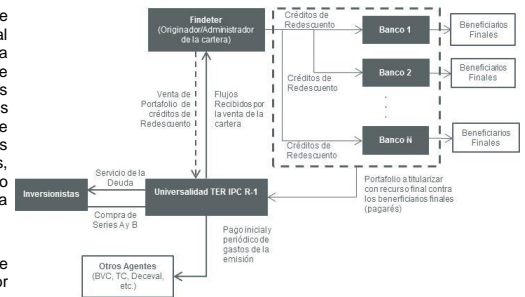 e
al
a
e
s
s
e
s
s,
o
a
e
or
Findeter
(Originador/Administrador
de la cartera)
Créditos de
Redescuento
Banco 1
Beneficiarios
Finales
Créditos de
Redescuento
Banco 2
Beneficiarios
Finales
.
.
.
Créditos de
Redescuento
Banco N
Beneficiarios
Finales
Venta de
Portafolio de
créditos de
Redescuento
Flujos
Recibidos por
la venta de la
cartera
Inversionistas
Servicio de la
Deuda
Compra de
Series A y B
Universalidad TER IPC R-1
Portafolio a titularizar
con recurso final contra
los benerficiarios finales
(pagarés)
Pago inicial y
periódico de
gastos de la
emisión
Otros Agentes
(BVC, TC, Deceval,
etc.)